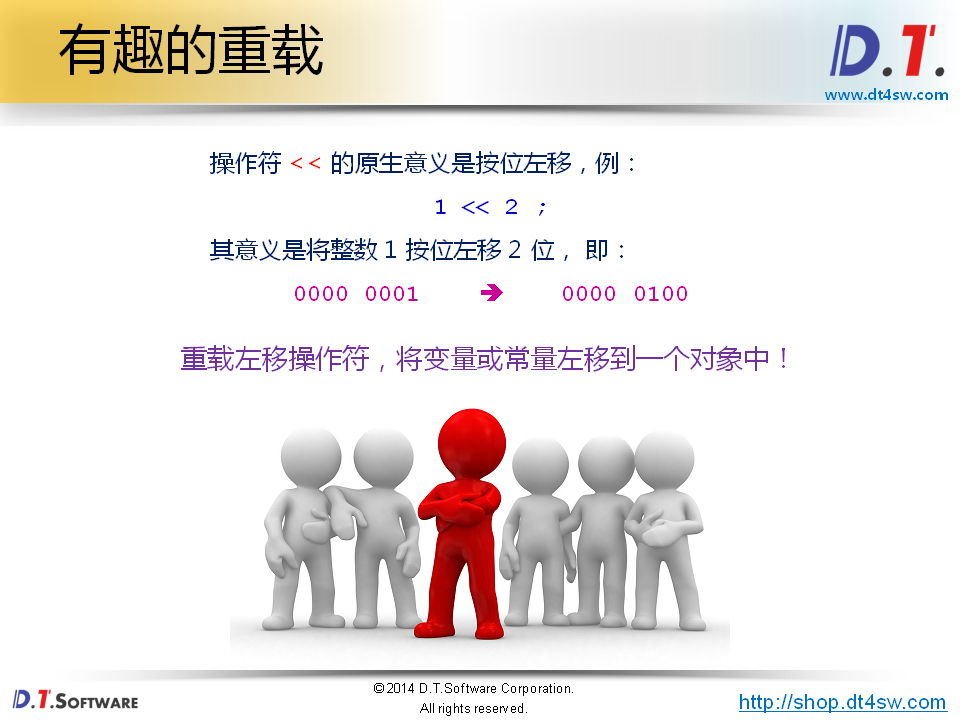 有趣的重载
D.T.
www.dt4sw.com
操作符 << 的原生意义是按位左移，例：
1 << 2 ;
其意义是将整数 1 按位左移 2 位， 即：
0000 0001 ➔ 0000 0100
重载左移操作符，将变量或常量左移到一个对象中！
D.T.SOFTWARE
©2014 D.T.Software Corporation.
All rights reserved.
http://shop.dt4sw.com